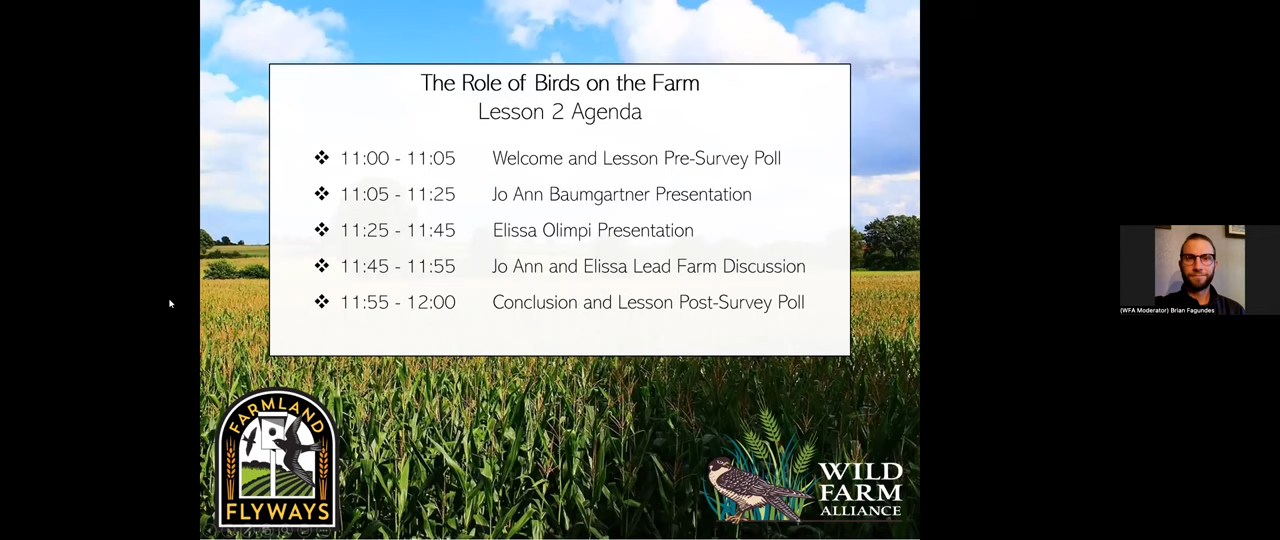 The Role of Birds on the Farm
Lesson 2 Agenda
❖ 11:00 - 11:05 Welcome and Lesson Pre-Survey Poll
❖ 11:05 - 11:25 Jo Ann Baumgartner Presentation
❖ 11:25 - 11:45 Elissa Olimpi Presentation
❖ 11:45 - 11:55 Jo Ann and Elissa Lead Farm Discussion
❖ 11:55 - 12:00 Conclusion and Lesson Post-Survey Poll
(WFA Moderator) Brian Fagundes
FARMLAND
FLYWAYS
WILD
FARM
ALLIANCE